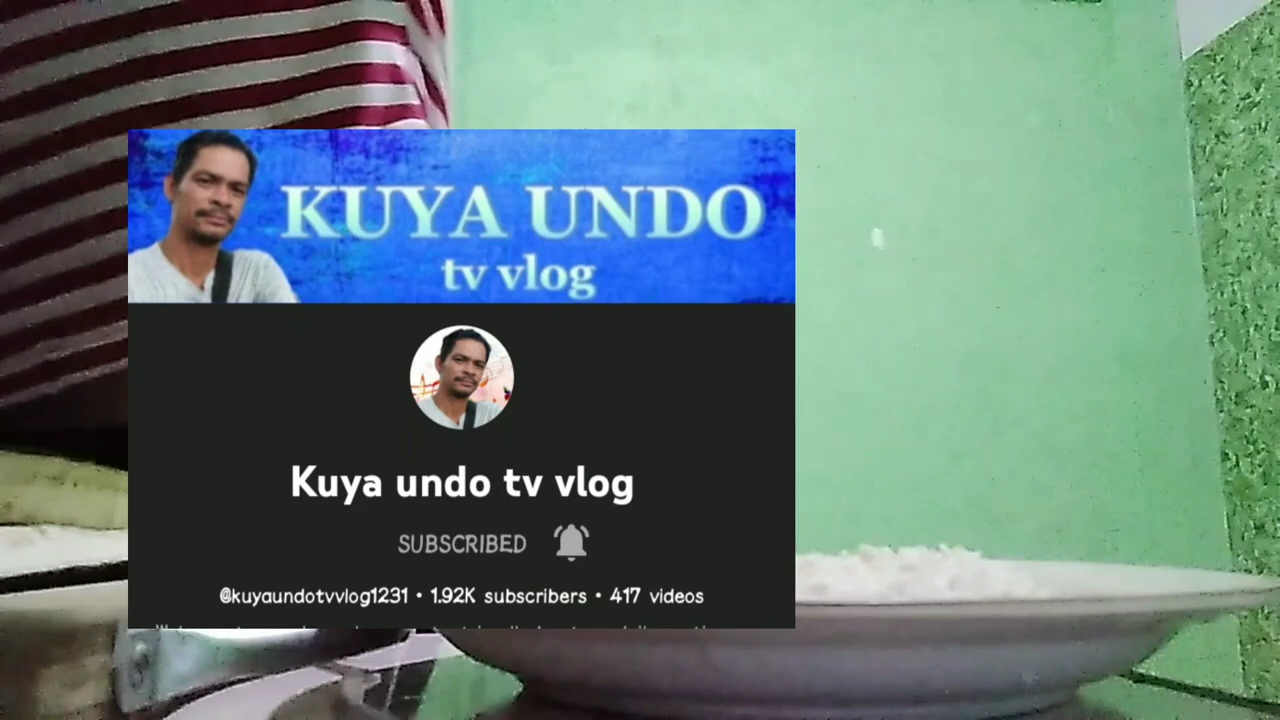 KUYA UNDO
tv vlog
Kuya undo tv vlog
SUBSCRIBED
@kuyaundotvvlog1231 • 1.92K subscribers • 417 videos